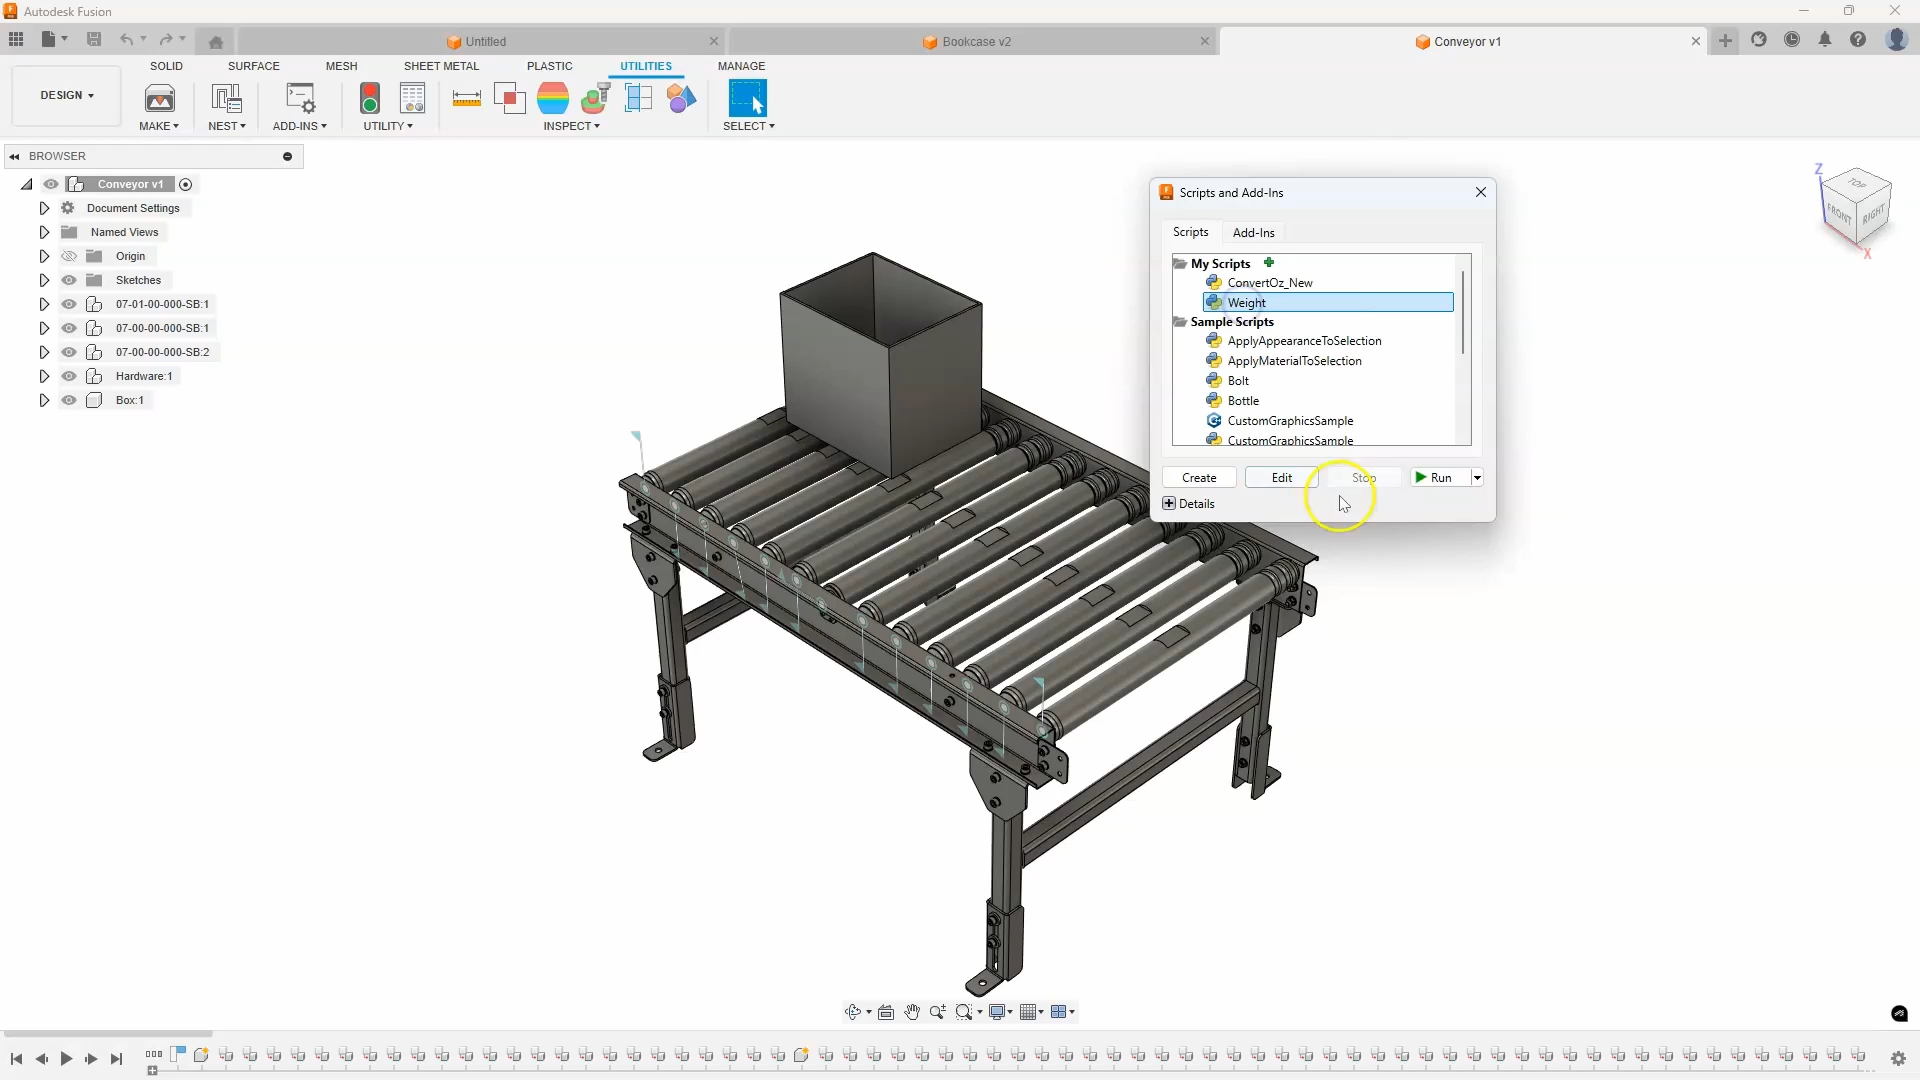 Autodesk Fusion
Untitled
Bookcase v2
Conveyor v1
SOLID
SURFACE
MESH
SHEET METAL
PLASTIC
UTILITIES
MANAGE
DESIGN
MAKE
NEST
ADD-INS
UTILITY
INSPECT
SELECT
BROWSER
Conveyor v1
Document Settings
Named Views
Origin
Sketches
07-01-00-000-SB:1
07-00-00-000-SB:1
07-00-00-000-SB:2
Hardware:1
Box:1
Scripts and Add-Ins
Scripts
Add-Ins
My Scripts
ConvertOz_New
Weight
Sample Scripts
ApplyAppearanceToSelection
ApplyMaterialToSelection
Bolt
Bottle
CustomGraphicsSample
CustomGraphicsSample
Create
Edit
Stop
Run
Details
Z
TOP
FRONT
RIGHT
X